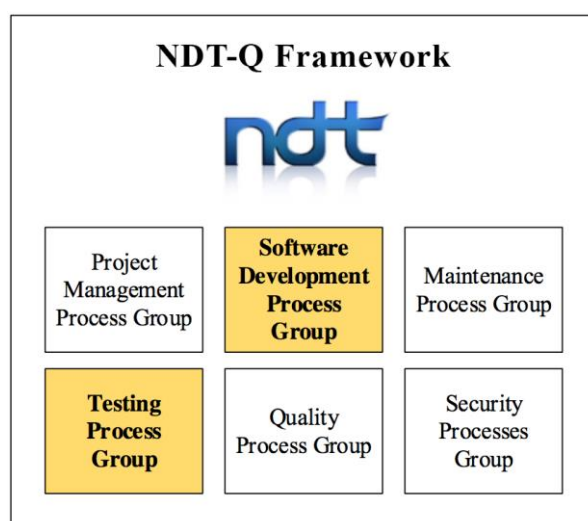 NDT-Q Framework
ndt
Project
Management
Process Group
Software
Development
Process
Group
Maintenance
Process Group
Testing
Process
Group
Quality
Process Group
Security
Processes
Group